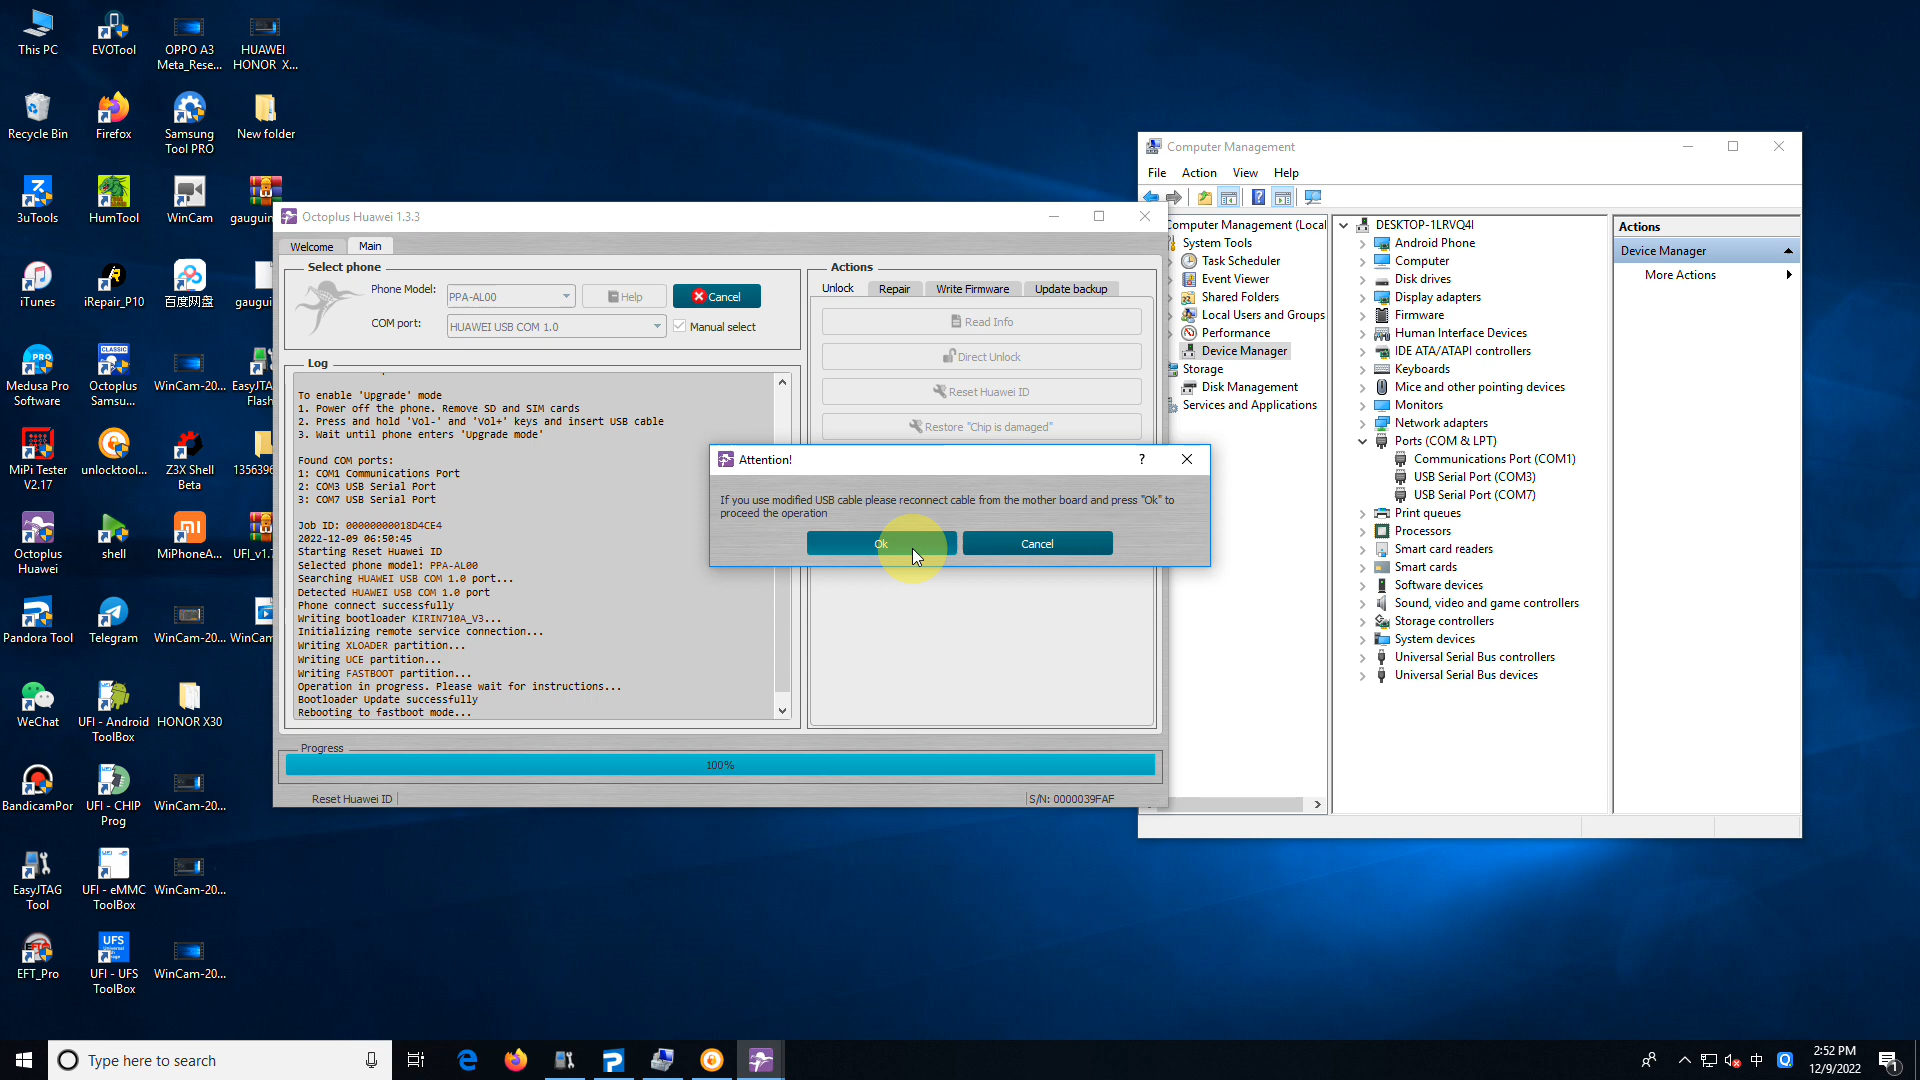 This PC
EVOTool
OPPO A3
Meta_Rese...
HUAWEI
HONOR X...
Recycle Bin
Firefox
Samsung
Tool PRO
New folder
3uTools
HumTool
WinCam
gauguin
iTunes
iRepair_P10
百度网盘
gaugu
Medusa Pro
Software
Octoplus
Samsu...
WinCam-20...
EasyJTAG
Flash
MiPi Tester
V2.17
unlocktool...
Z3X Shell
Beta
1356396
Octoplus
Huawei
shell
MiPhoneA...
UFI_v1.7
Pandora Tool
Telegram
WinCam-20...
WinCam
WeChat
UFI - Android
ToolBox
HONOR X30
BandicamPor
UFI - CHIP
Prog
WinCam-20...
EasyJTAG
Tool
UFI - eMMC
ToolBox
WinCam-20...
EFT_Pro
UFI - UFS
ToolBox
WinCam-20...
Octoplus Huawei 1.3.3
Welcome
Main
Select phone
Phone Model:
PPA-AL00
Help
Cancel
COM port:
HUAWEI USB COM 1.0
Manual select
Log
To enable 'Upgrade' mode
1. Power off the phone. Remove SD and SIM cards
2. Press and hold 'Vol-' and 'Vol+' keys and insert USB cable
3. Wait until phone enters 'Upgrade mode'
Found COM ports:
1: COM1 Communications Port
2: COM3 USB Serial Port
3: COM7 USB Serial Port
Job ID: 00000000018D4CE4
2022-12-09 06:50:45
Starting Reset Huawei ID
Selected phone model: PPA-AL00
Searching HUAWEI USB COM 1.0 port...
Detected HUAWEI USB COM 1.0 port
Phone connect successfully
Writing bootloader KIRIN710A_V3...
Initializing remote service connection...
Writing XLOADER partition...
Writing UCE partition...
Writing FASTBOOT partition...
Operation in progress. Please wait for instructions...
Bootloader Update successfully
Rebooting to fastboot mode...
Actions
Unlock
Repair
Write Firmware
Update backup
Read Info
Direct Unlock
Reset Huawei ID
Restore "Chip is damaged"
Progress
100%
Reset Huawei ID
S/N: 0000039FAF
Attention!
?
If you use modified USB cable please reconnect cable from the mother board and press "Ok" to
proceed the operation
Ok
Cancel
Computer Management
File
Action
View
Help
Computer Management (Local
System Tools
Task Scheduler
Event Viewer
Shared Folders
Local Users and Groups
Performance
Device Manager
Storage
Disk Management
Services and Applications
DESKTOP-1LRVQ4I
Android Phone
Computer
Disk drives
Display adapters
Firmware
Human Interface Devices
IDE ATA/ATAPI controllers
Keyboards
Mice and other pointing devices
Monitors
Network adapters
Ports (COM & LPT)
Communications Port (COM1)
USB Serial Port (COM3)
USB Serial Port (COM7)
Print queues
Processors
Smart card readers
Smart cards
Software devices
Sound, video and game controllers
Storage controllers
System devices
Universal Serial Bus controllers
Universal Serial Bus devices
Actions
Device Manager
More Actions
Type here to search
中
2:52 PM
12/9/2022
1